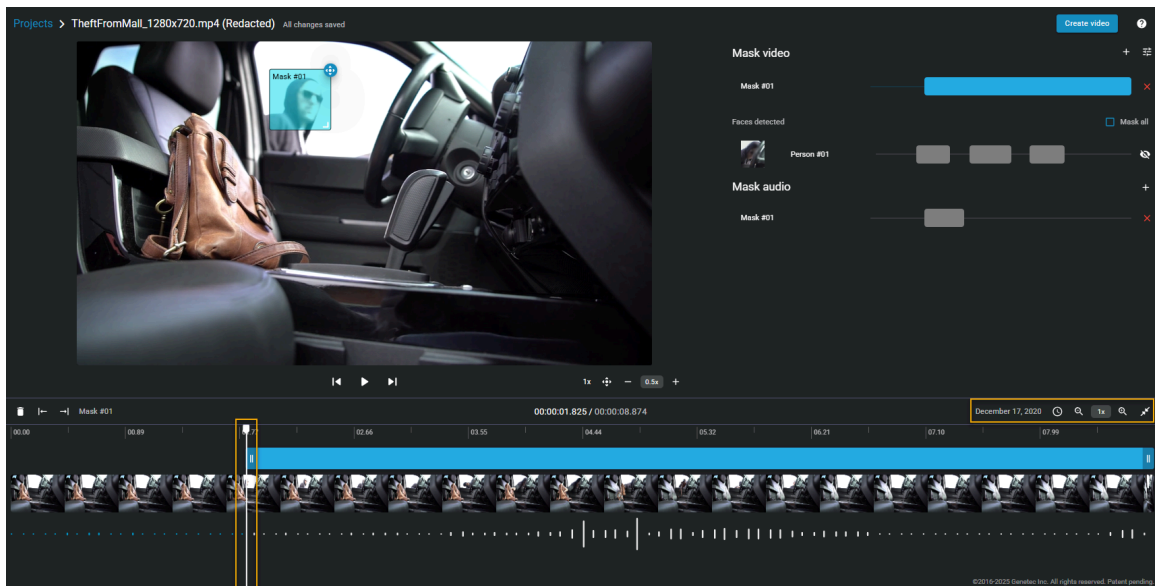 Projects > TheftFromMall_1280x720.mp4 (Redacted) All changes saved
Create video
?
Mask #01
Mask video
Mask #01
Faces detected
Mask all
Person #01
Mask audio
Mask #01
1x
0.5x
Mask #01
00:00:01.825 / 00:00:08.874
December 17, 2020
1x
00.00 00.89 02.66 03.55 04.44 05.32 06.21 07.10 07.99
©2016-2025 Genetec Inc. All rights reserved. Patent pending.